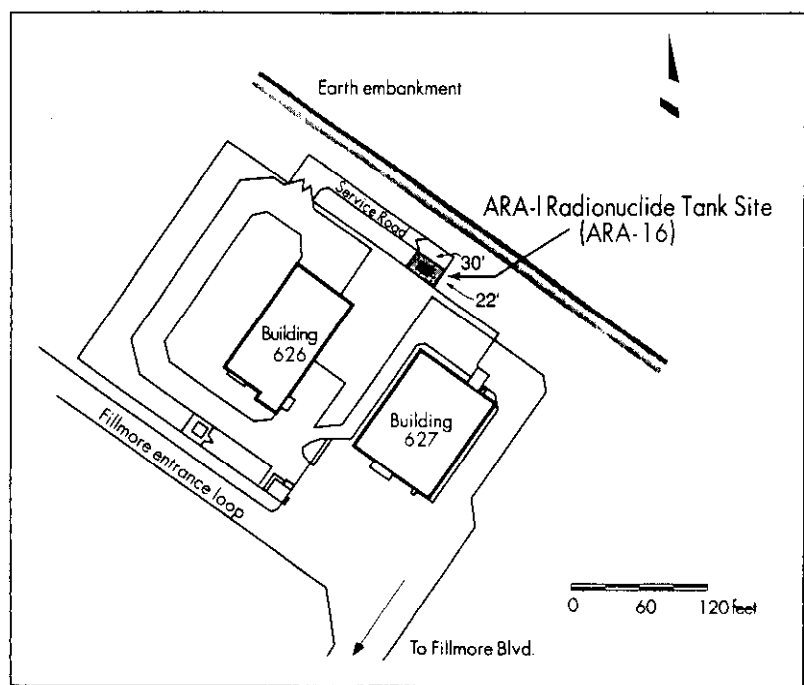 Earth embankment
Service Road
ARA-I Radionuclide Tank Site
(ARA-16)
30'
22'
Building
626
Building
627
Fillmore entrance loop
0 60 120 feet
To Fillmore Blvd.